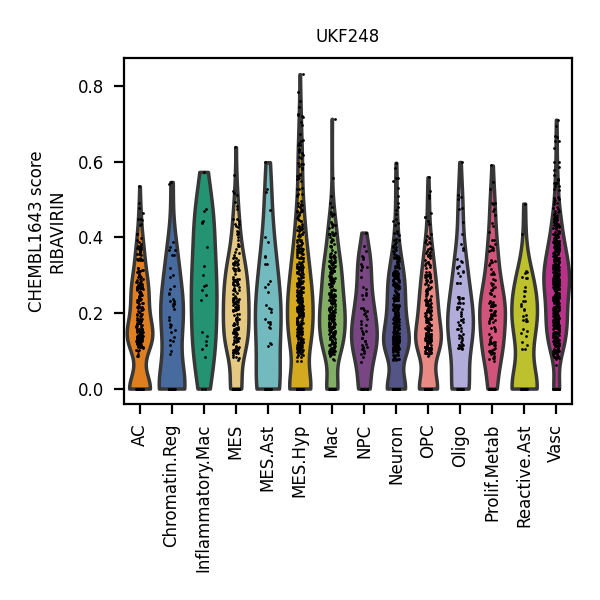 UKF248
CHEMBL1643 score
RIBAVIRIN
0.8
0.6
0.4
0.2
0.0
AC
Chromatin.Reg
Inflammatory.Mac
MES
MES.Ast
MES.Hyp
Mac
NPC
Neuron
OPC
Oligo
Prolif.Metab
Reactive.Ast
Vasc